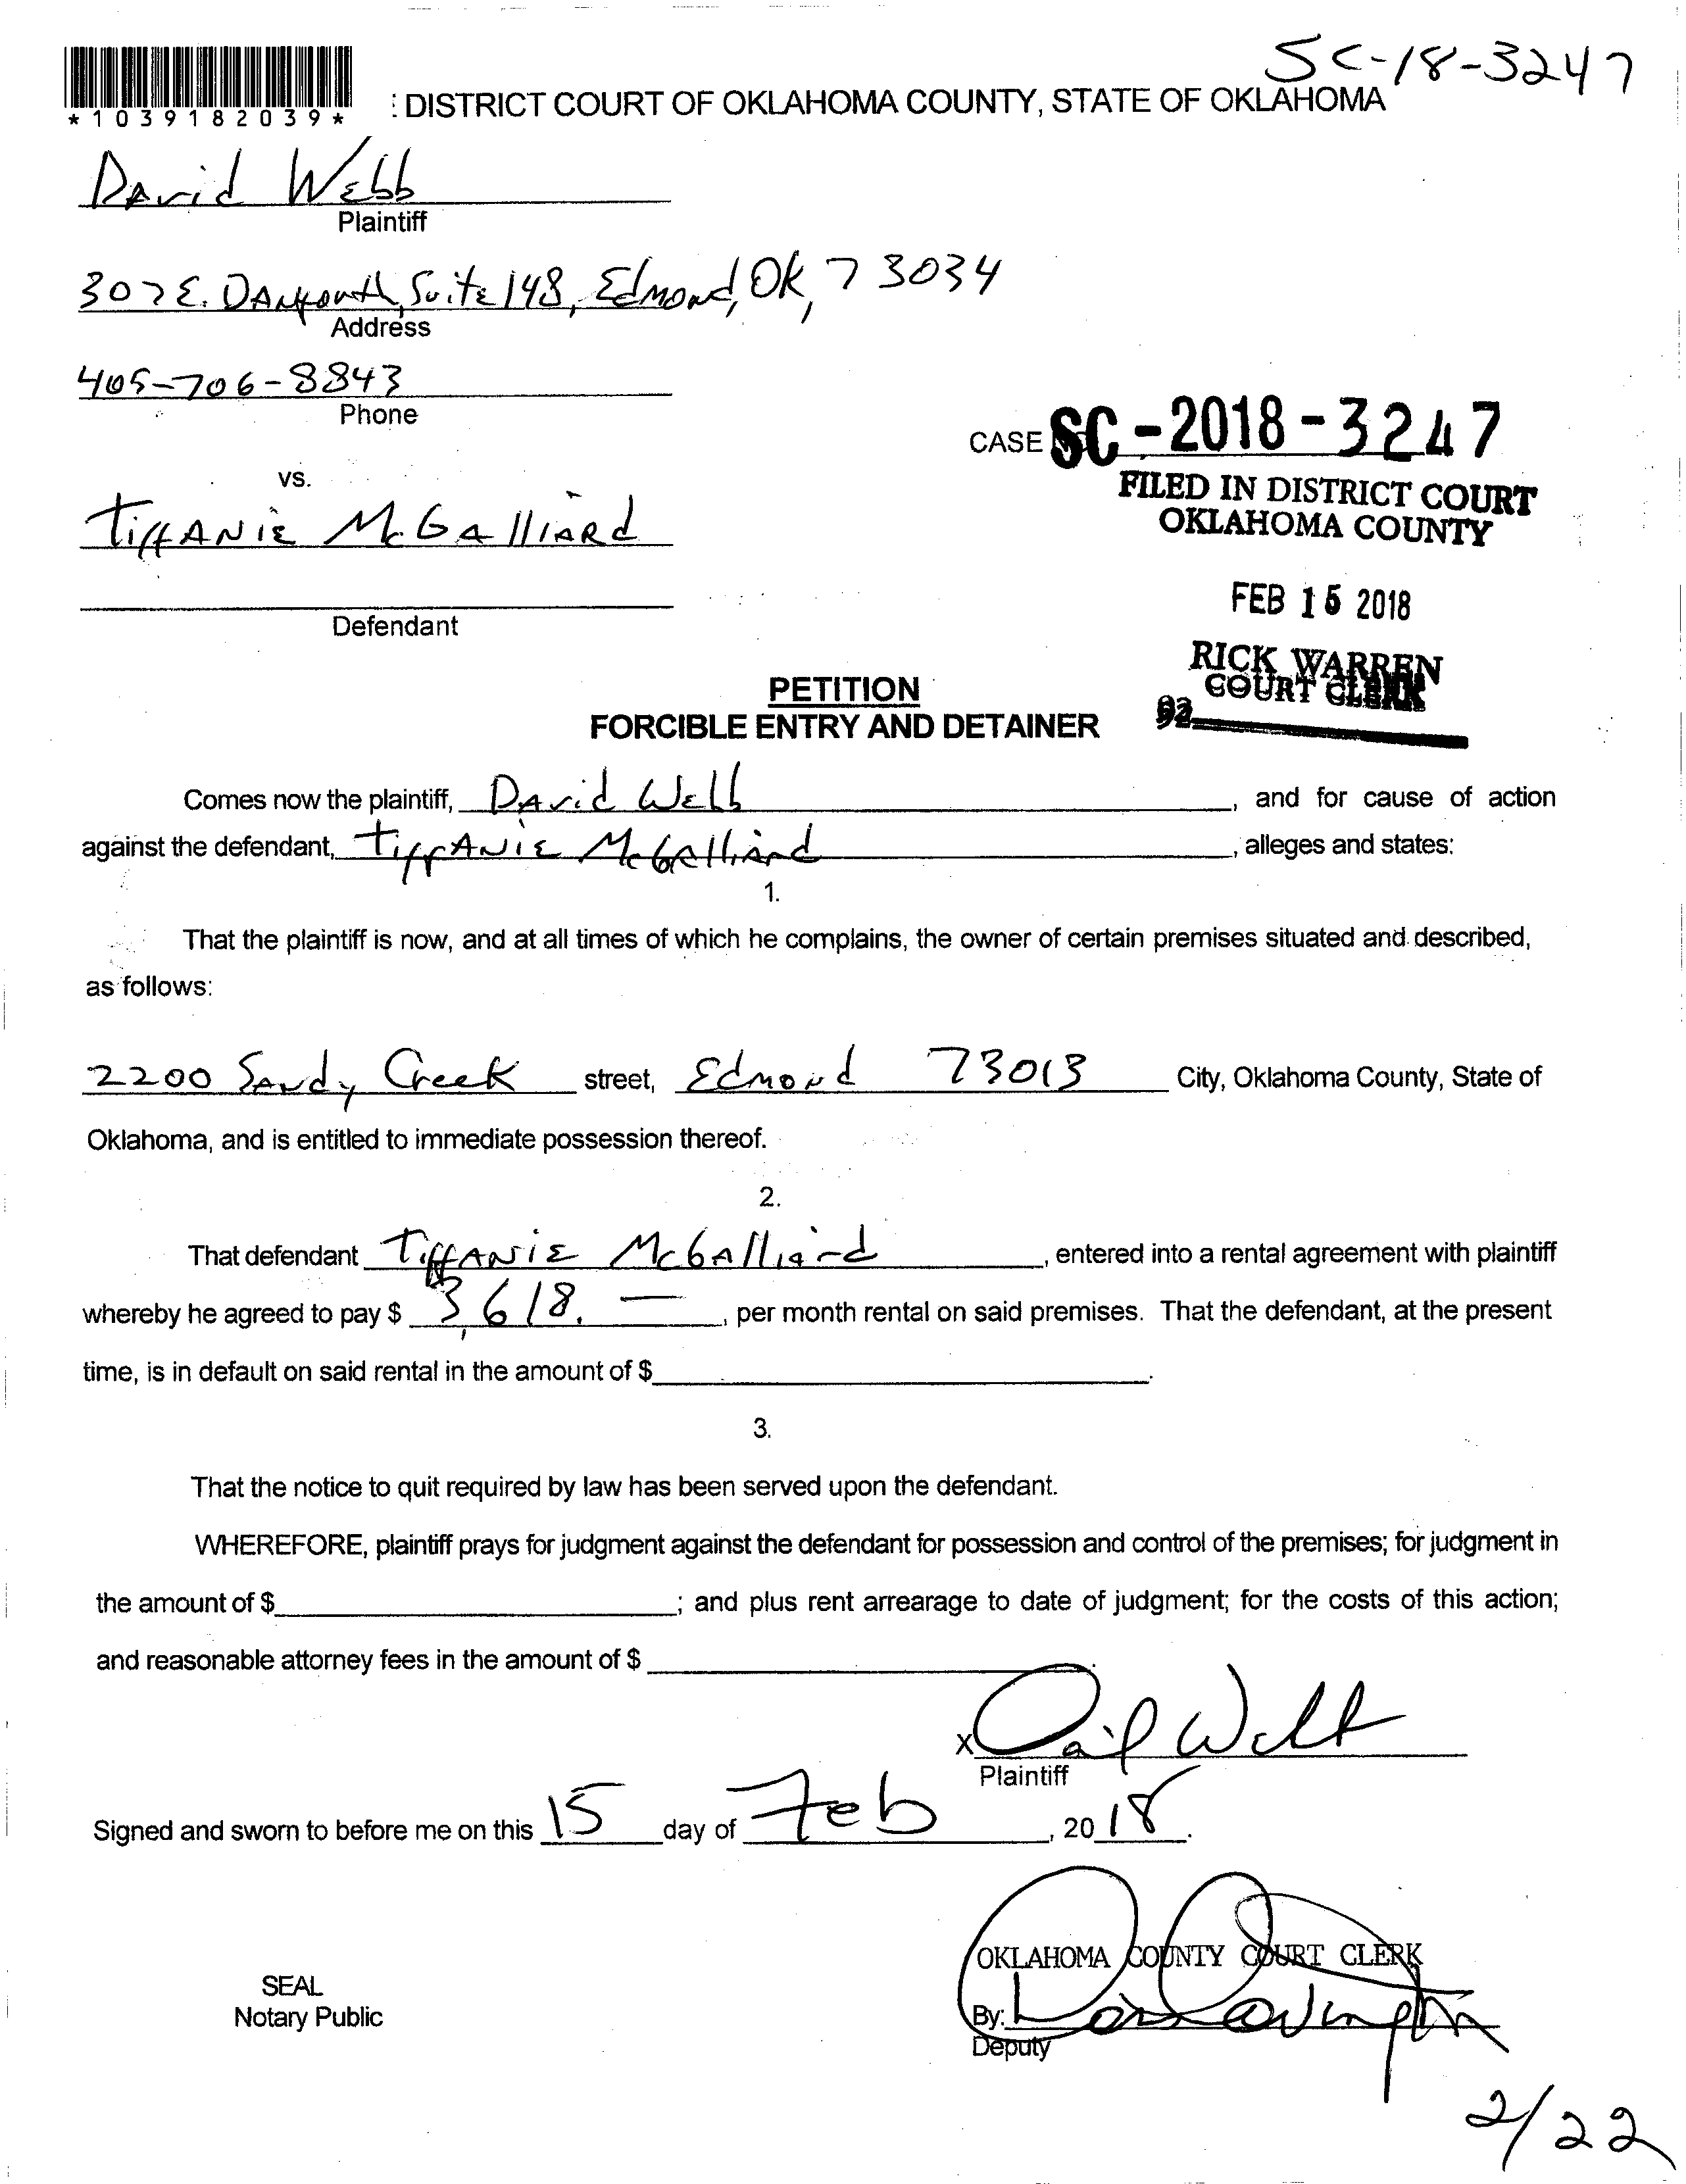 SC-18-3247
*1039182039*
: DISTRICT COURT OF OKLAHOMA COUNTY, STATE OF OKLAHOMA
David Webb
Plaintiff
307 E. Danforth, Suite 148, Edmond, OK, 73034
Address
405-706-8843
Phone
CASE SC-2018-3247
FILED IN DISTRICT COURT
OKLAHOMA COUNTY
vs.
Tiffanie McGalliard
FEB 15 2018
Defendant
RICK WARREN
COURT CLERK
PETITION
FORCIBLE ENTRY AND DETAINER
Comes now the plaintiff, David Webb, and for cause of action
against the defendant, Tiffanie McGalliard, alleges and states:
1.
That the plaintiff is now, and at all times of which he complains, the owner of certain premises situated and described,
as follows:
2200 Sandy Creek street, Edmond 73013 City, Oklahoma County, State of
Oklahoma, and is entitled to immediate possession thereof.
2.
That defendant Tiffanie McGalliard, entered into a rental agreement with plaintiff
whereby he agreed to pay $ 3,618.—, per month rental on said premises. That the defendant, at the present
time, is in default on said rental in the amount of $.
3.
That the notice to quit required by law has been served upon the defendant.
WHEREFORE, plaintiff prays for judgment against the defendant for possession and control of the premises; for judgment in
the amount of $; and plus rent arrearage to date of judgment; for the costs of this action;
and reasonable attorney fees in the amount of $
X David Webb
Plaintiff
Signed and sworn to before me on this 15 day of Feb, 2018.
OKLAHOMA COUNTY COURT CLERK
SEAL
Notary Public
By:
Deputy
2/22